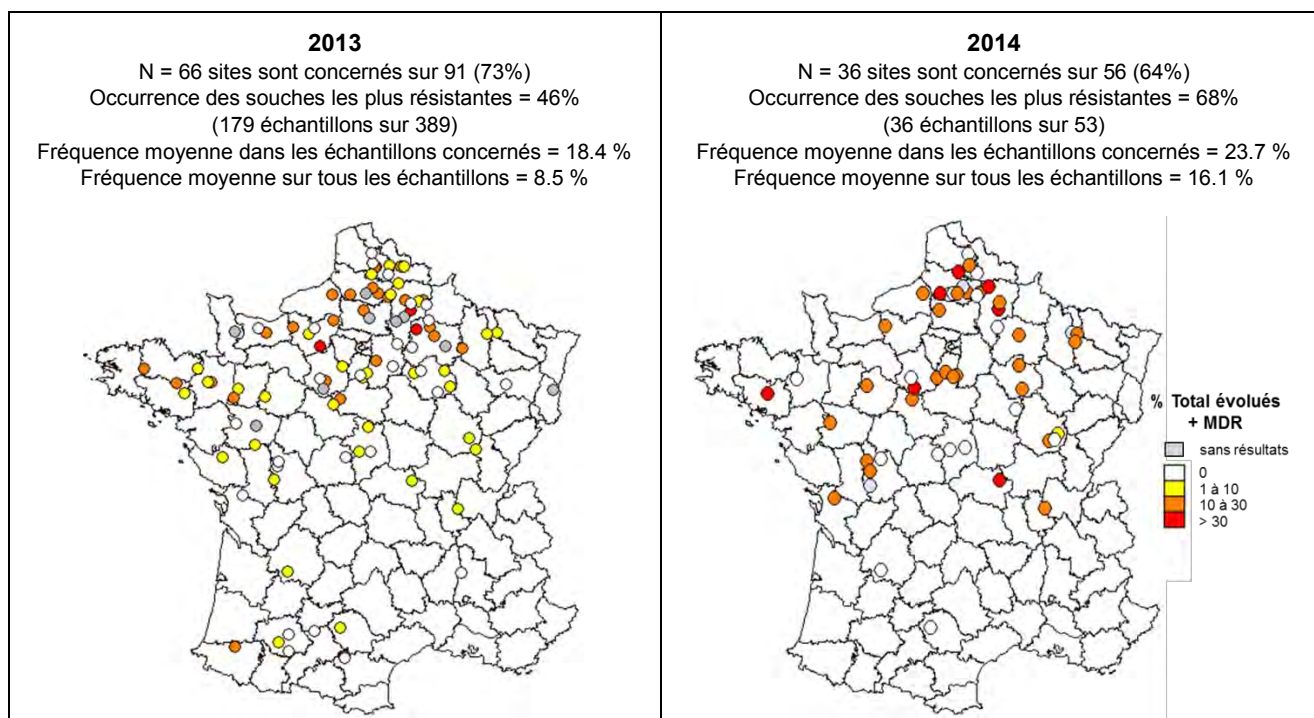 2013
N = 66 sites sont concernés sur 91 (73%)
Occurrence des souches les plus résistantes = 46%
(179 échantillons sur 389)
Fréquence moyenne dans les échantillons concernés = 18.4 %
Fréquence moyenne sur tous les échantillons = 8.5 %
2014
N = 36 sites sont concernés sur 56 (64%)
Occurrence des souches les plus résistantes = 68%
(36 échantillons sur 53)
Fréquence moyenne dans les échantillons concernés = 23.7 %
Fréquence moyenne sur tous les échantillons = 16.1 %
% Total évolués
+ MDR
sans résultats
0
1 à 10
10 à 30
> 30